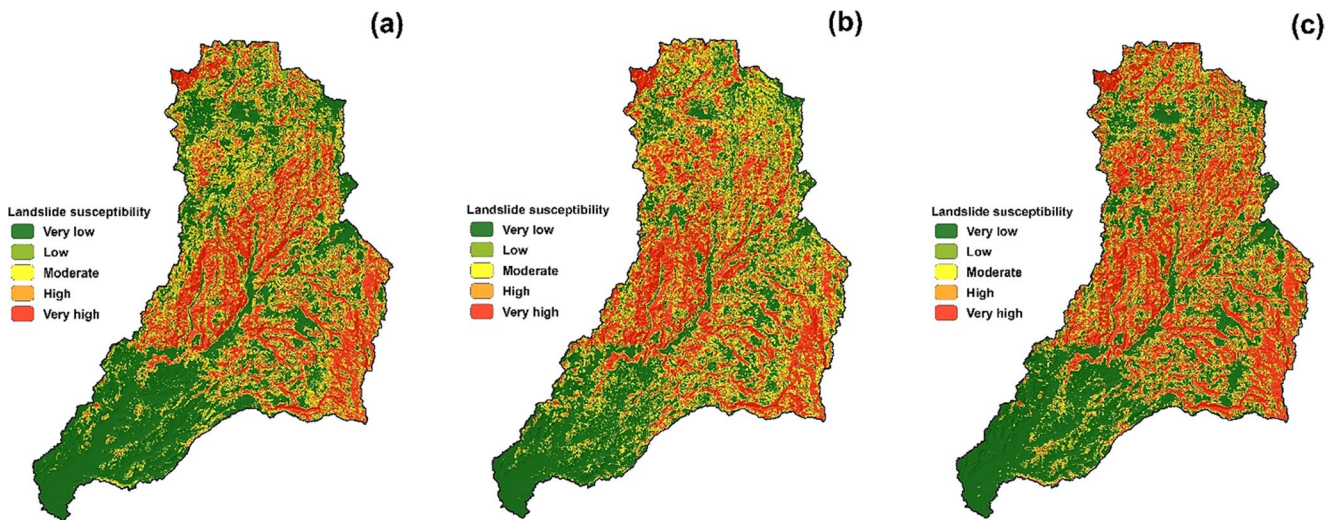 (a)
Landslide susceptibility
Very low
Low
Moderate
High
Very high
(b)
Landslide susceptibility
Very low
Low
Moderate
High
Very high
(c)
Landslide susceptibility
Very low
Low
Moderate
High
Very high